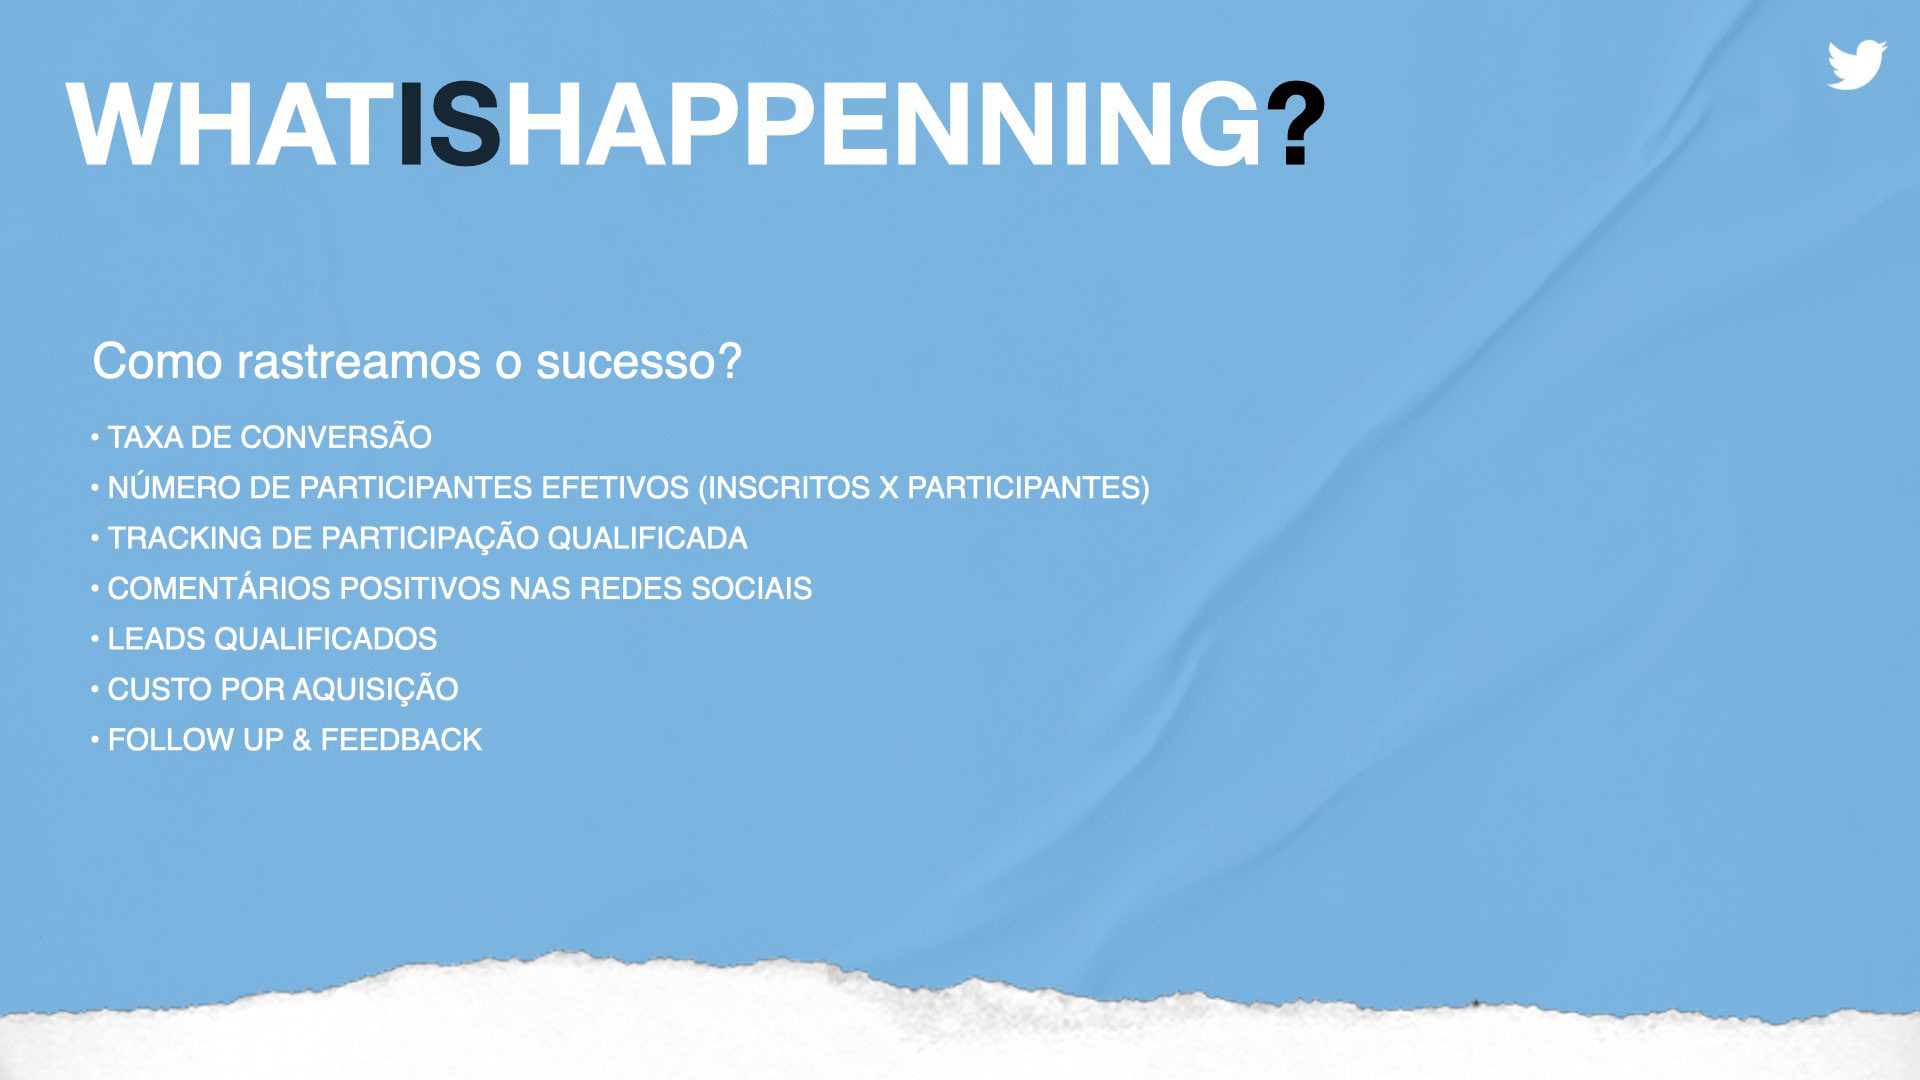 WHATISHAPPENNING?
Como rastreamos o sucesso?
• TAXA DE CONVERSÃO
• NÚMERO DE PARTICIPANTES EFETIVOS (INSCRITOS X PARTICIPANTES)
• TRACKING DE PARTICIPAÇÃO QUALIFICADA
• COMENTÁRIOS POSITIVOS NAS REDES SOCIAIS
• LEADS QUALIFICADOS
• CUSTO POR AQUISIÇÃO
• FOLLOW UP & FEEDBACK